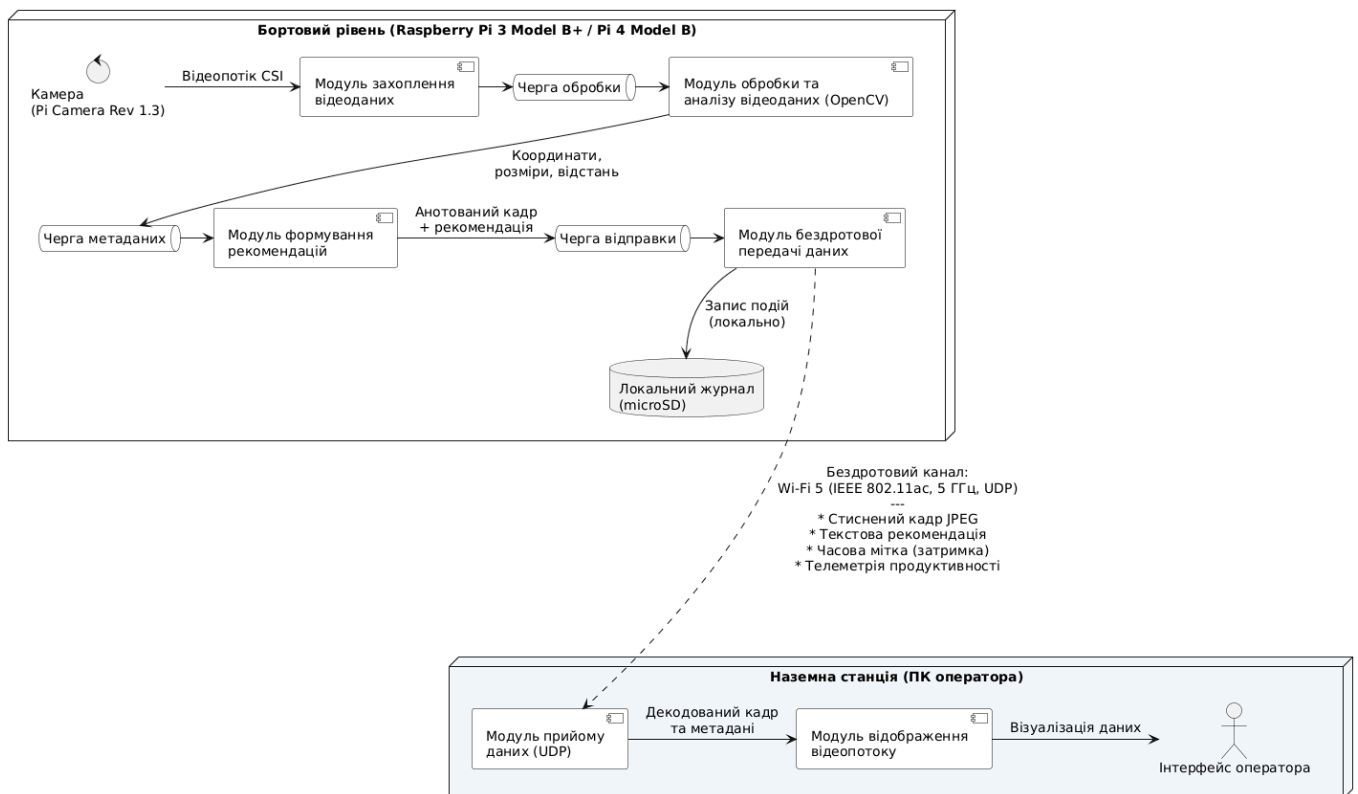 Бортовий рівень (Raspberry Pi 3 Model B+ / Pi 4 Model B)
Камера
(Pi Camera Rev 1.3)
Відеопотік CSI
Модуль захоплення
відеоданих
Черга обробки
Модуль обробки та
аналізу відеоданих (OpenCV)
Координати,
розміри, відстань
Черга метаданих
Модуль формування
рекомендацій
Анотований кадр
+ рекомендація
Черга відправки
Модуль бездротової
передачі даних
Запис подій
(локально)
Локальний журнал
(microSD)
Бездротовий канал:
Wi-Fi 5 (IEEE 802.11ac, 5 ГГц, UDP)
---
* Стиснений кадр JPEG
* Текстова рекомендація
* Часова мітка (затримка)
* Телеметрія продуктивності
Наземна станція (ПК оператора)
Модуль прийому
даних (UDP)
Декодований кадр
та метадані
Модуль відображення
відеопотоку
Візуалізація даних
Інтерфейс оператора